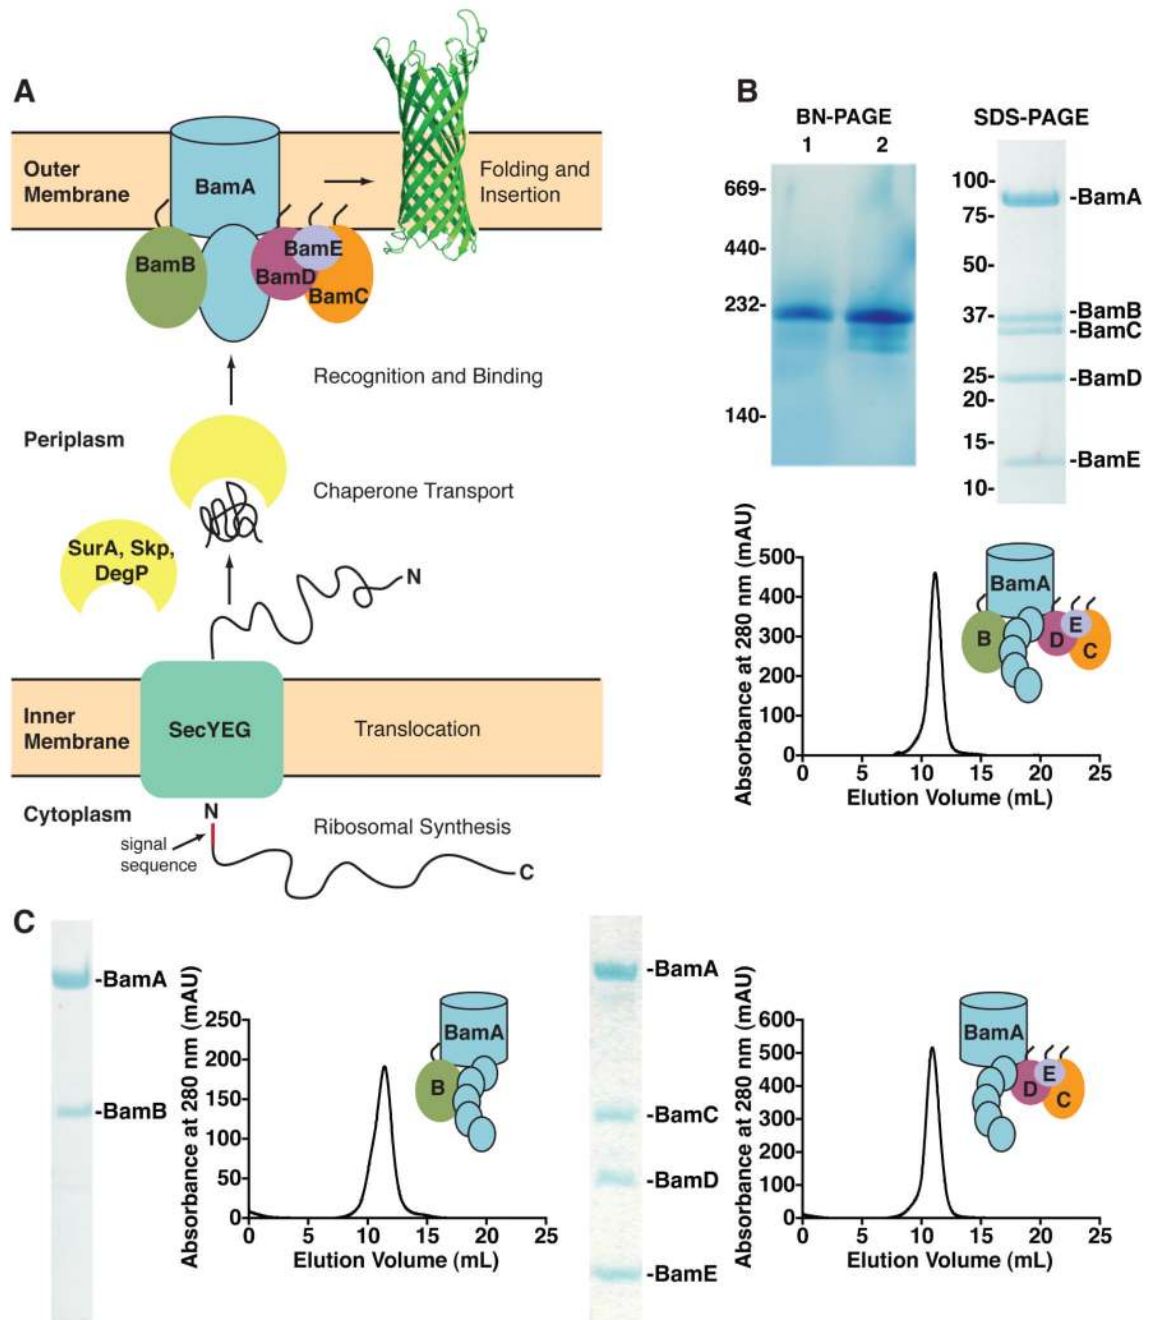 A
Outer
Membrane
BamA
Folding and
Insertion
BamB
BamE
BamD
BamC
Recognition and Binding
Periplasm
Chaperone Transport
SurA, Skp,
DegP
N
Inner
Membrane
SecYEG
Translocation
Cytoplasm
N
signal
sequence
Ribosomal Synthesis
C
B
BN-PAGE
1 2
669-
440-
232-
140-
SDS-PAGE
100-
75-
50-
37-
25-
20-
15-
10-
-BamA
-BamB
-BamC
-BamD
-BamE
Absorbance at 280 nm (mAU)
500
400
300
200
100
0
0 5 10 15 20 25
Elution Volume (mL)
BamA
B
D
E
C
C
-BamA
-BamB
Absorbance at 280 nm (mAU)
250
200
150
100
50
0
0 5 10 15 20 25
Elution Volume (mL)
BamA
B
-BamA
-BamC
-BamD
-BamE
Absorbance at 280 nm (mAU)
600
500
400
300
200
100
0
0 5 10 15 20 25
Elution Volume (mL)
BamA
D
E
C